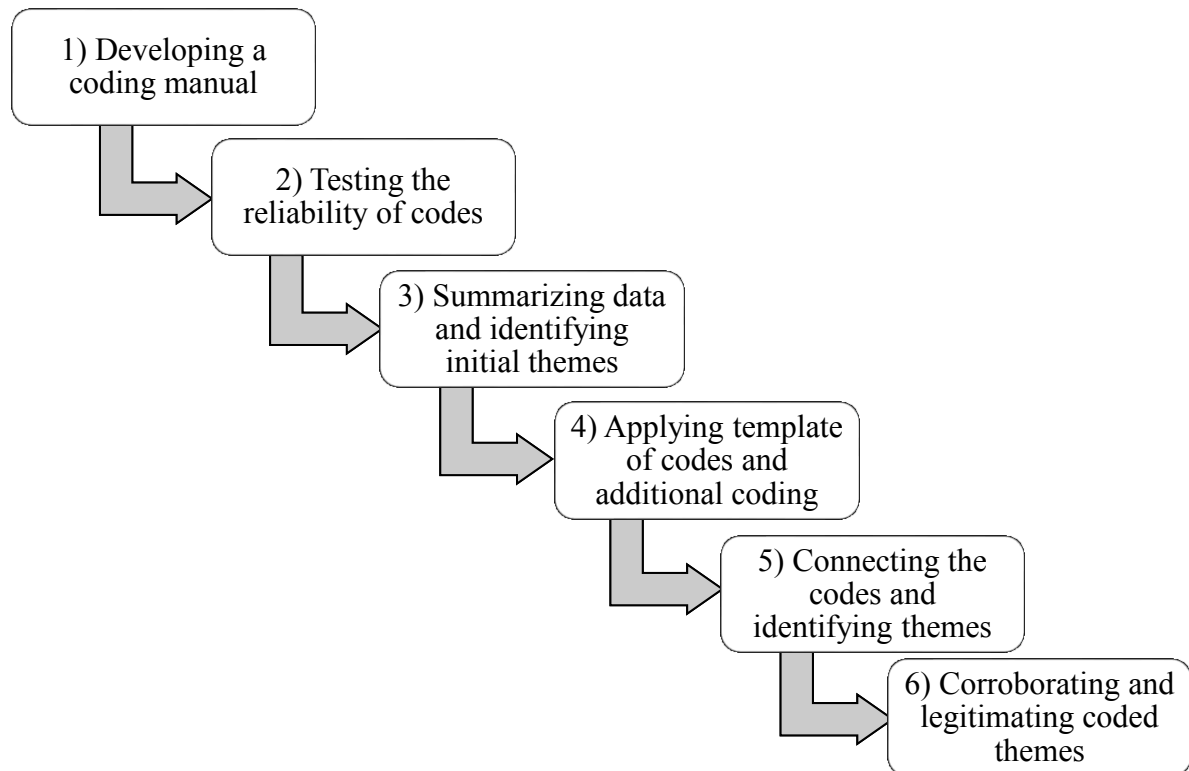 1) Developing a
coding manual
2) Testing the
reliability of codes
3) Summarizing data
and identifying
initial themes
4) Applying template
of codes and
additional coding
5) Connecting the
codes and
identifying themes
6) Corroborating and
legitimating coded
themes